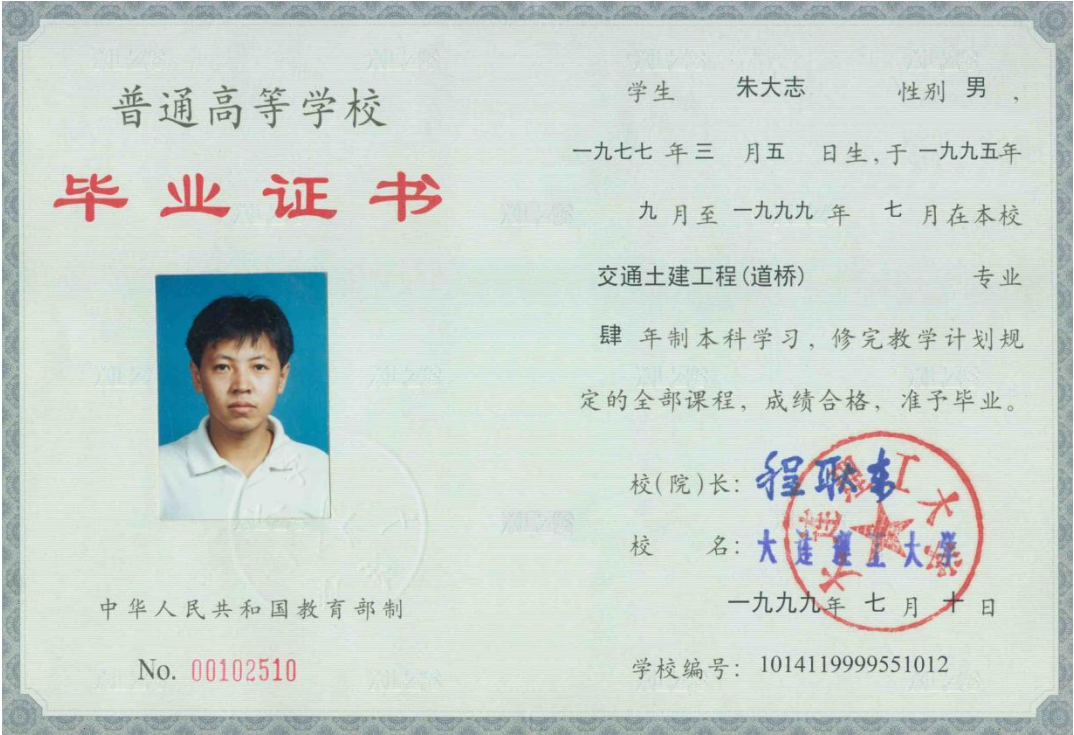 普通高等学校
毕业证书
中华人民共和国教育部制
No. 00102510
学生 朱大志 性别 男,
一九七七 年 三 月 五 日生,于 一九九五年
九 月至 一九九九 年 七 月在本校
交通土建工程(道桥) 专业
肆 年制本科学习，修完教学计划规
定的全部课程，成绩合格，准予毕业。
校(院)长: 程耿东
校 名: 大连理工大学
大连理工大学
一九九九年 七 月 十 日
学校编号: 1014119999551012